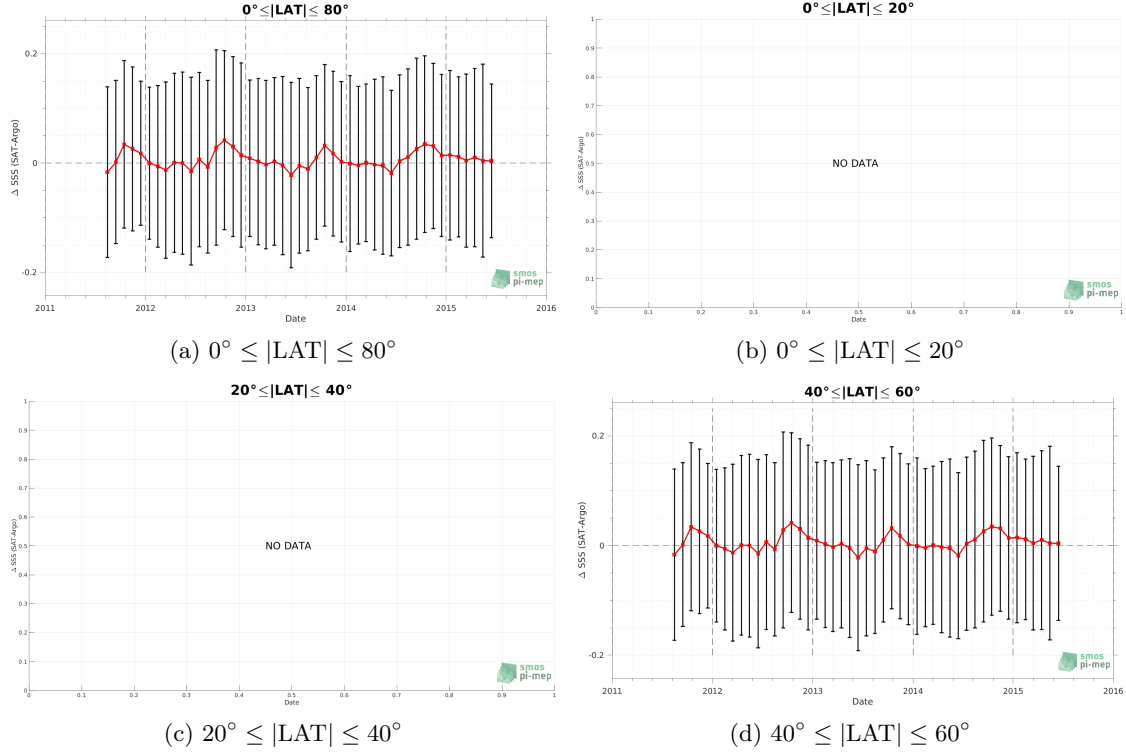 0°≤|LAT|≤ 80°
0.2
0
-0.2
Δ SSS (SAT-Argo)
2011 2012 2013 2014 2015 2016
Date
smos
pi-mep
(a) 0° ≤ |LAT| ≤ 80°
0°≤|LAT|≤ 20°
1
0.9
0.8
0.7
0.6
0.5
0.4
0.3
0.2
0.1
0
Δ SSS (SAT-Argo)
NO DATA
0 0.1 0.2 0.3 0.4 0.5 0.6 0.7 0.8 0.9 1
Date
smos
pi-mep
(b) 0° ≤ |LAT| ≤ 20°
20°≤|LAT|≤ 40°
1
0.9
0.8
0.7
0.6
0.5
0.4
0.3
0.2
0.1
0
Δ SSS (SAT-Argo)
NO DATA
0 0.1 0.2 0.3 0.4 0.5 0.6 0.7 0.8 0.9 1
Date
smos
pi-mep
(c) 20° ≤ |LAT| ≤ 40°
40°≤|LAT|≤ 60°
0.2
0
-0.2
Δ SSS (SAT-Argo)
2011 2012 2013 2014 2015 2016
Date
smos
pi-mep
(d) 40° ≤ |LAT| ≤ 60°